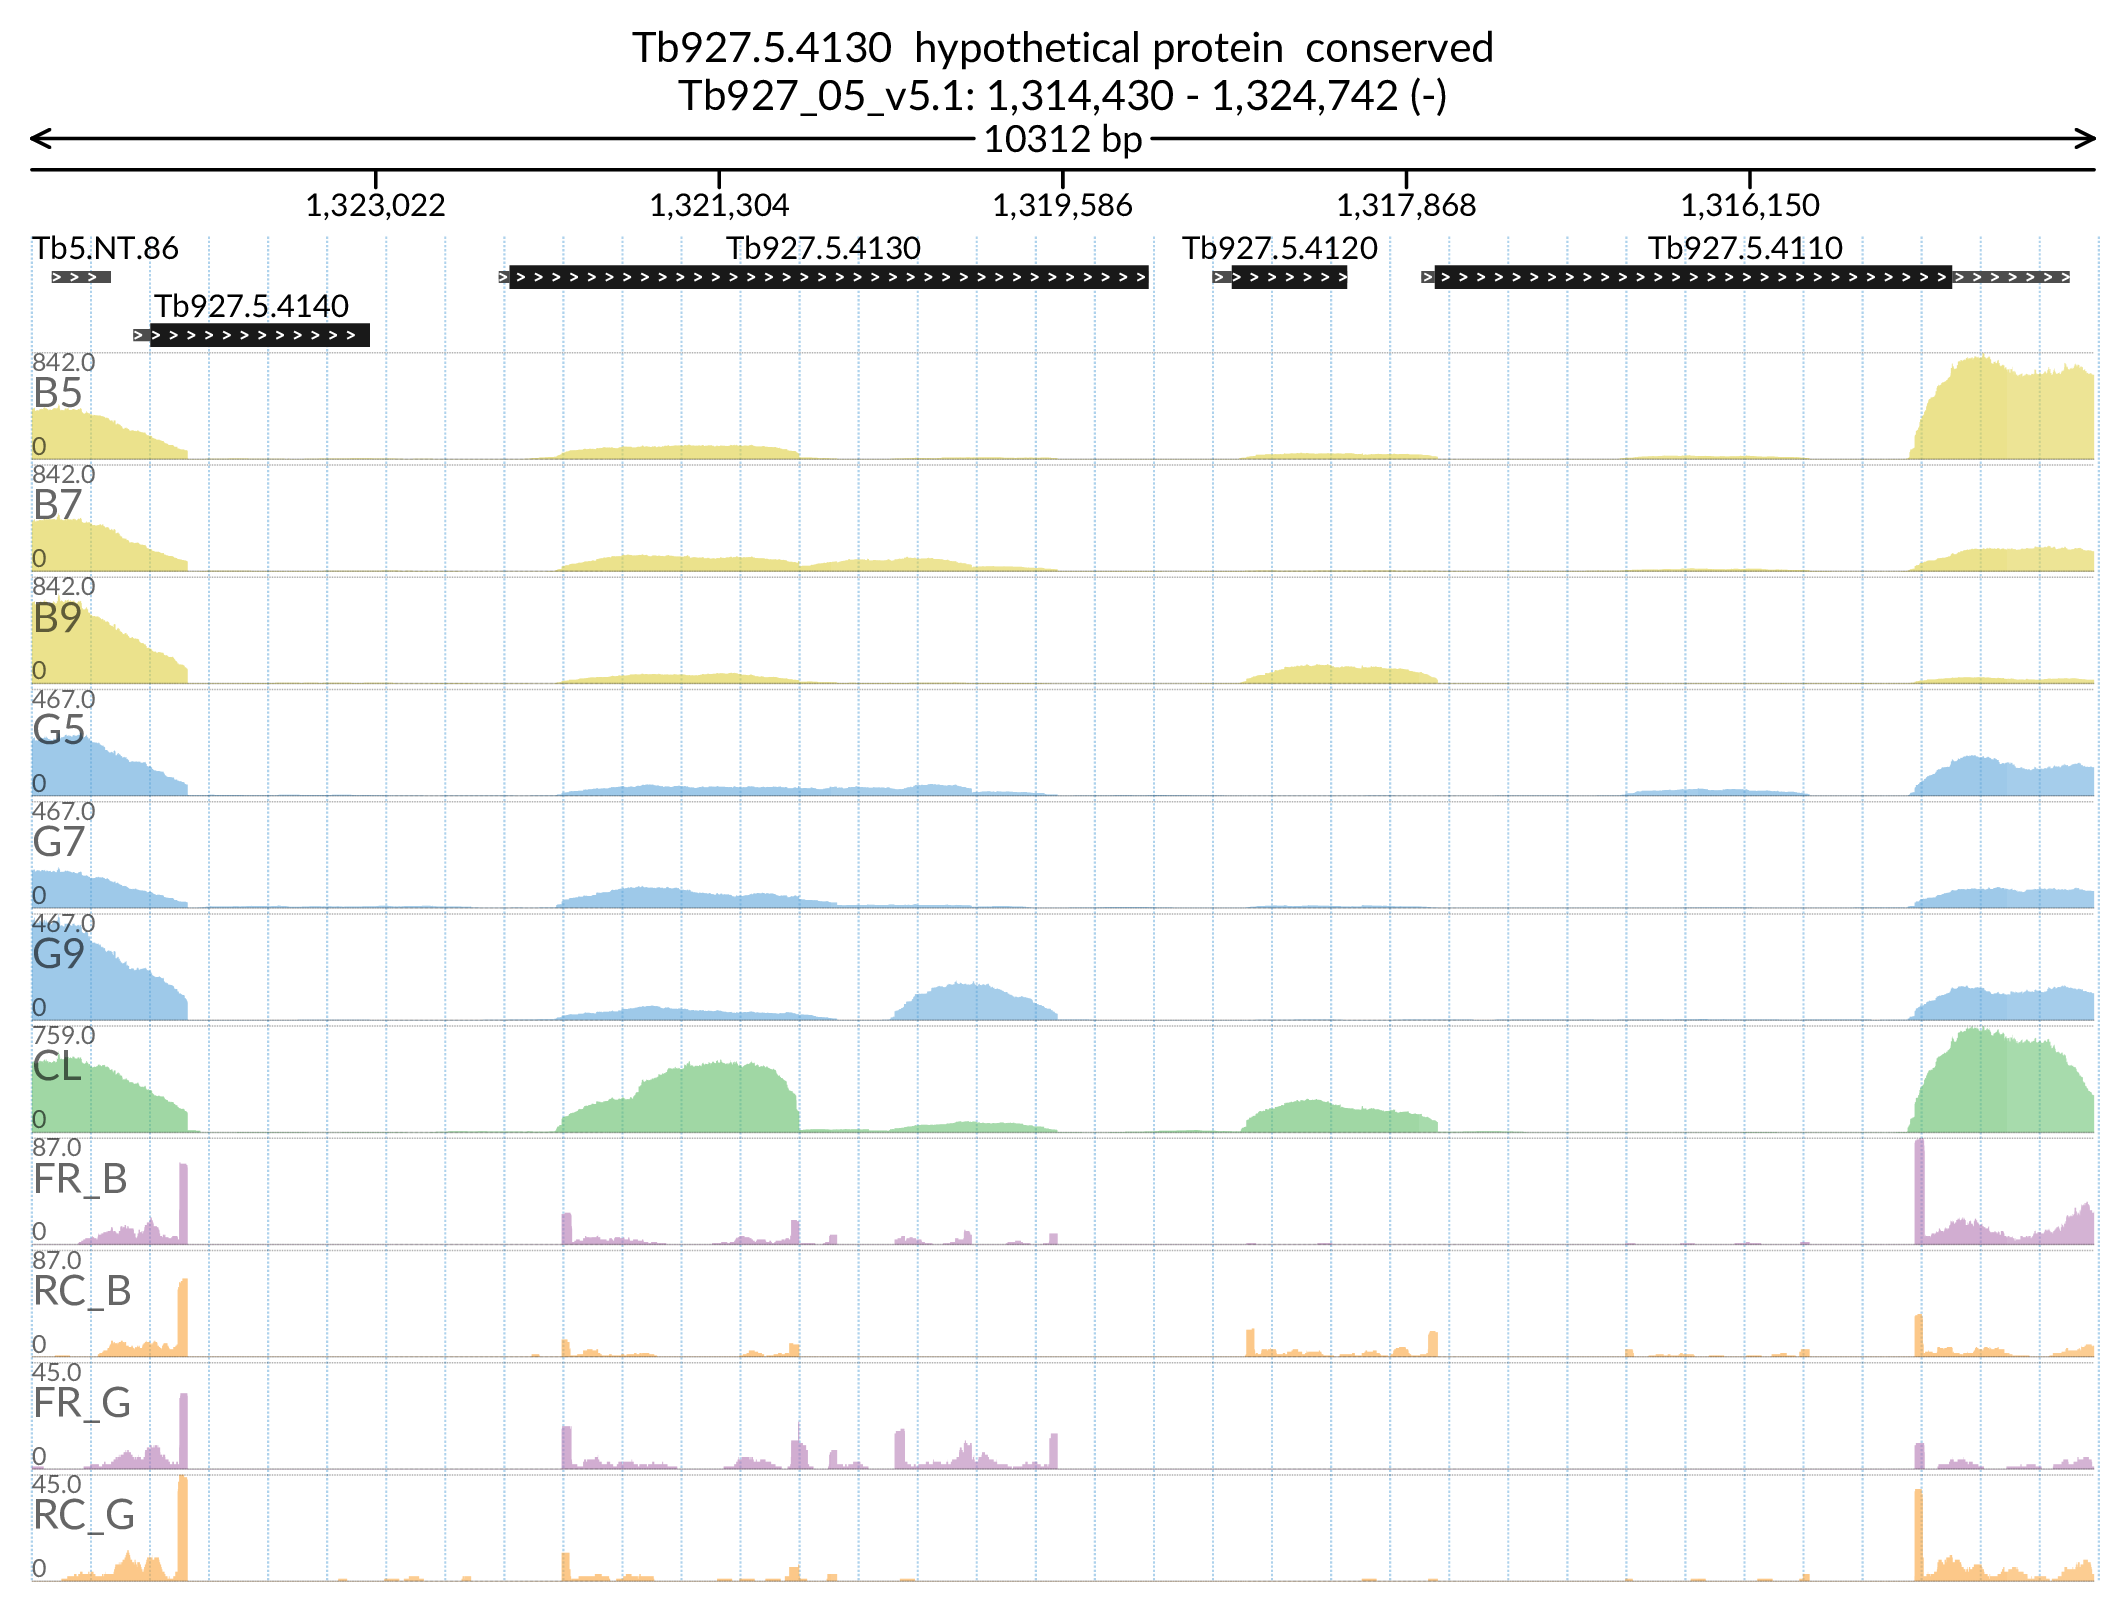 Tb927.5.4130  hypothetical protein  conserved
Tb927_05_v5.1: 1,314,430 - 1,324,742 (-)
10312 bp
1,323,022 1,321,304 1,319,586 1,317,868 1,316,150
Tb5.NT.86 Tb927.5.4130 Tb927.5.4120 Tb927.5.4110
Tb927.5.4140
842.0
B5
0
842.0
B7
0
842.0
B9
0
467.0
G5
0
467.0
G7
0
467.0
G9
0
759.0
CL
0
87.0
FR_B
0
87.0
RC_B
0
45.0
FR_G
0
45.0
RC_G
0